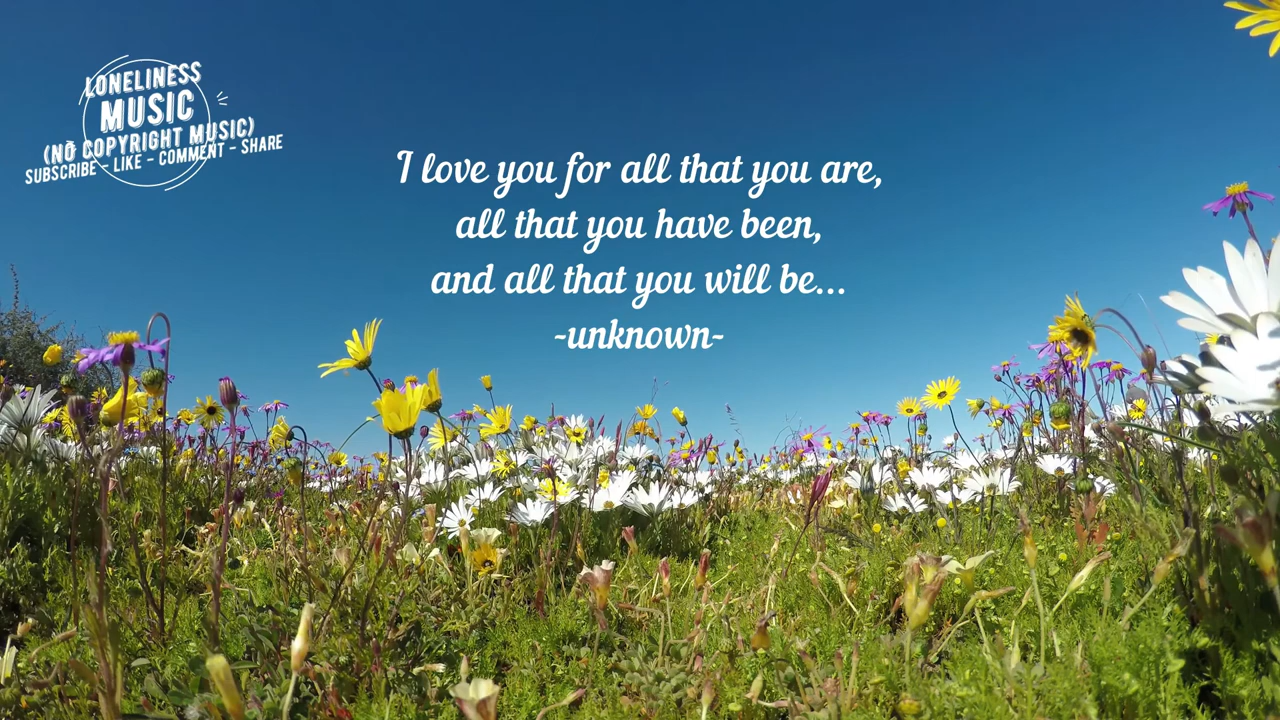 LONELINESS
MUSIC
(NO COPYRIGHT MUSIC)
SUBSCRIBE - LIKE - COMMENT - SHARE
I love you for all that you are,
all that you have been,
and all that you will be...
-unknown-